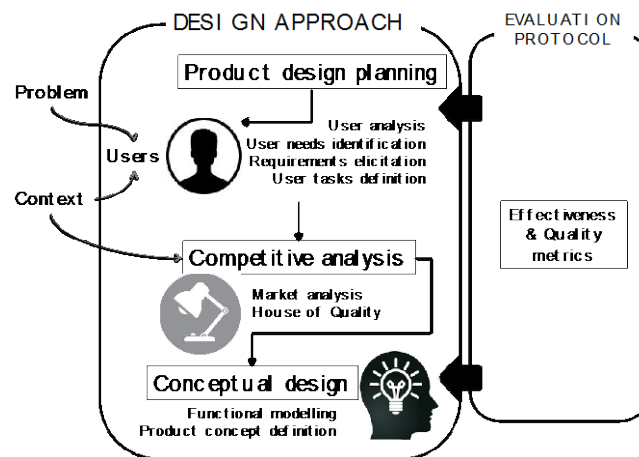 DESIGN APPROACH
Product design planning
Problem
Users
Context
User analysis
User needs identification
Requirements elicitation
User tasks definition
Competitive analysis
Market analysis
House of Quality
Conceptual design
Functional modelling
Product concept definition
EVALUATION
PROTOCOL
Effectiveness
& Quality
metrics